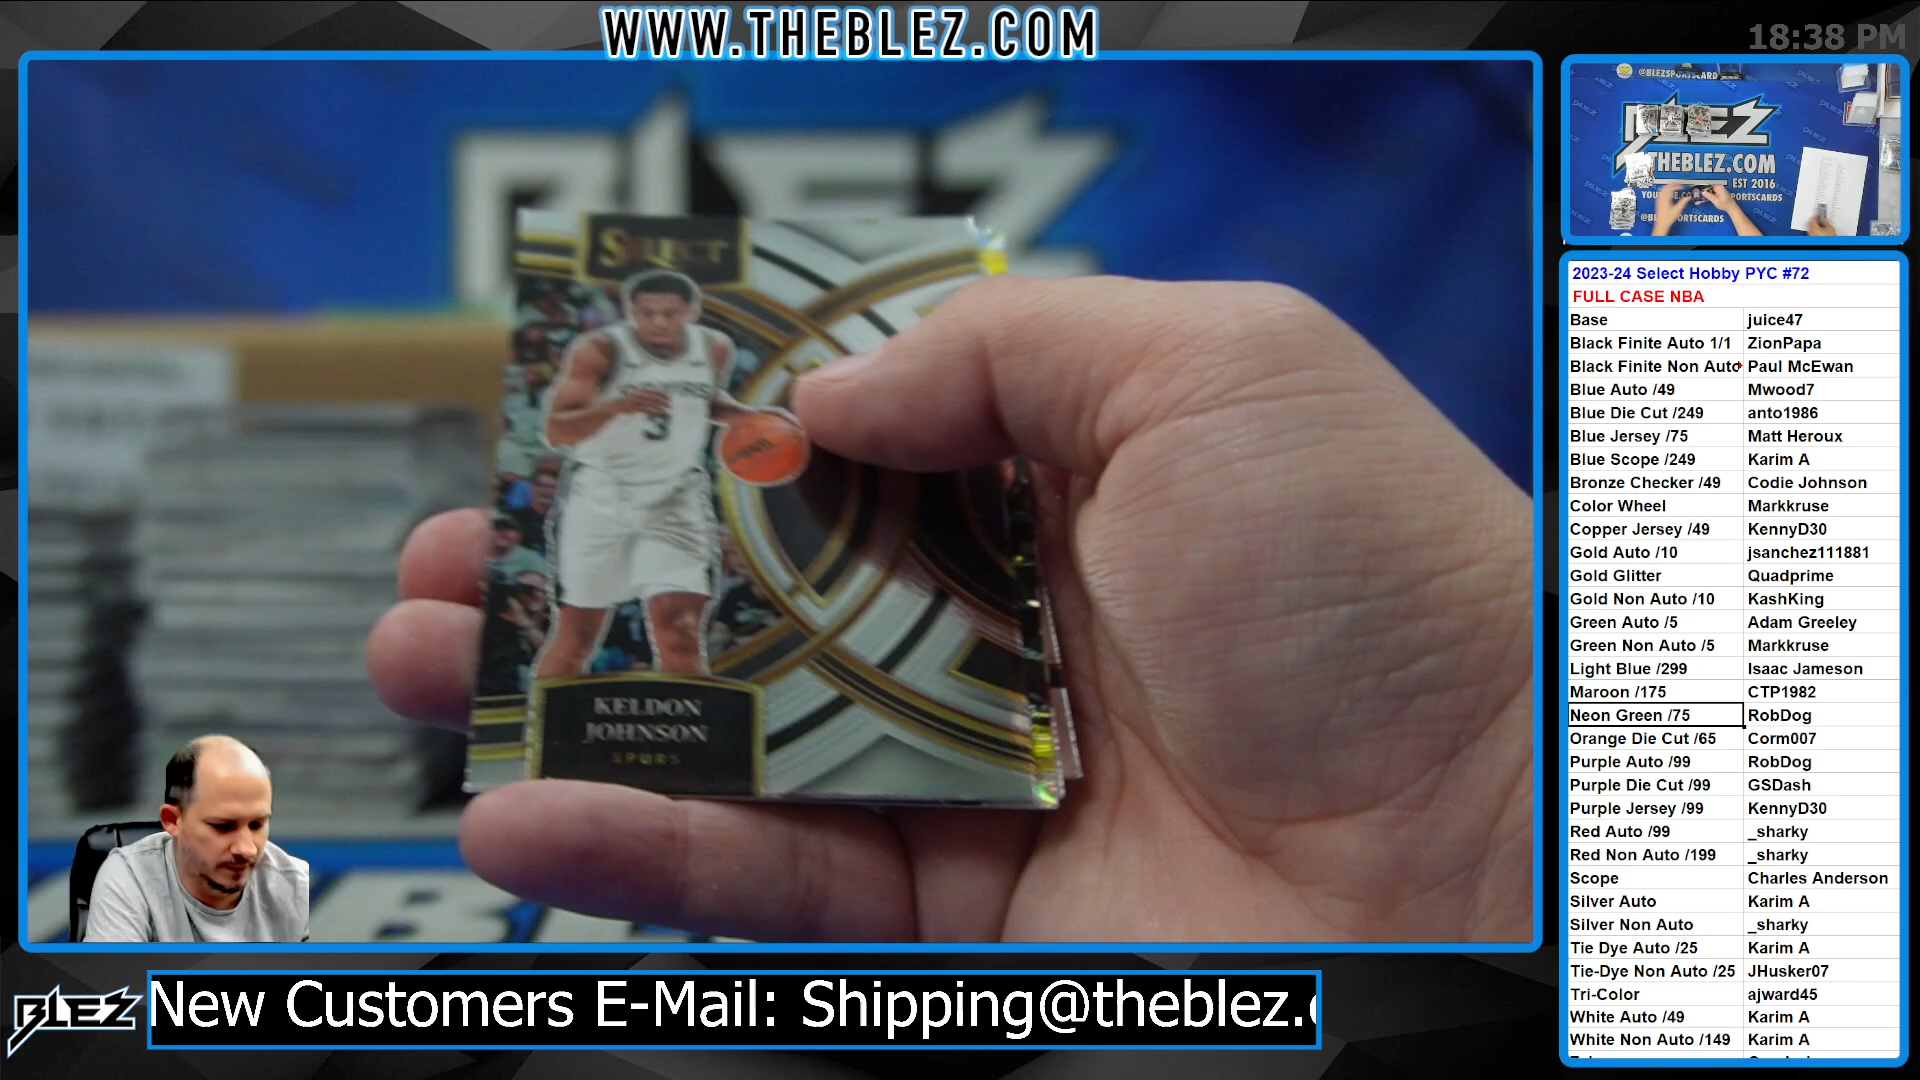 WWW.THEBLEZ.COM
18:38 PM
BLEZ
SELECT
3
KELDON
JOHNSON
SPURS
@BLEZSPORTSCARD
BLEZ
THEBLEZ.COM
EST 2016
2023-24 Select Hobby PYC #72
FULL CASE NBA
Base juice47
Black Finite Auto 1/1 ZionPapa
Black Finite Non Auto Paul McEwan
Blue Auto /49 Mwood7
Blue Die Cut /249 anto1986
Blue Jersey /75 Matt Heroux
Blue Scope /249 Karim A
Bronze Checker /49 Codie Johnson
Color Wheel Markkruse
Copper Jersey /49 KennyD30
Gold Auto /10 jsanchez111881
Gold Glitter Quadprime
Gold Non Auto /10 KashKing
Green Auto /5 Adam Greeley
Green Non Auto /5 Markkruse
Light Blue /299 Isaac Jameson
Maroon /175 CTP1982
Neon Green /75 RobDog
Orange Die Cut /65 Corm007
Purple Auto /99 RobDog
Purple Die Cut /99 GSDash
Purple Jersey /99 KennyD30
Red Auto /99 _sharky
Red Non Auto /199 _sharky
Scope Charles Anderson
Silver Auto Karim A
Silver Non Auto _sharky
Tie Dye Auto /25 Karim A
Tie-Dye Non Auto /25 JHusker07
Tri-Color ajward45
White Auto /49 Karim A
White Non Auto /149 Karim A
BLEZ
New Customers E-Mail: Shipping@theblez.